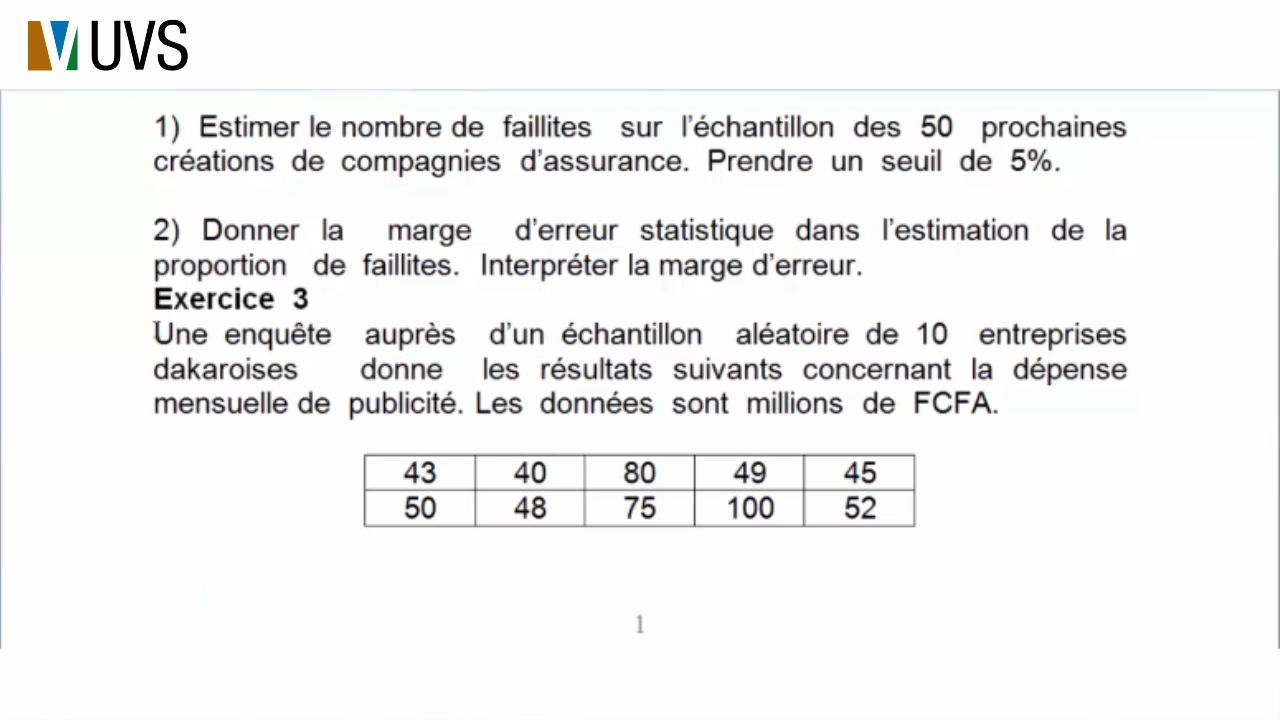 UVS
1) Estimer le nombre de faillites sur l'échantillon des 50 prochaines
créations de compagnies d'assurance. Prendre un seuil de 5%.
2) Donner la marge d'erreur statistique dans l'estimation de la
proportion de faillites. Interpréter la marge d'erreur.
Exercice 3
Une enquête auprès d'un échantillon aléatoire de 10 entreprises
dakaroises donne les résultats suivants concernant la dépense
mensuelle de publicité. Les données sont millions de FCFA.
43 40 80 49 45
50 48 75 100 52
1